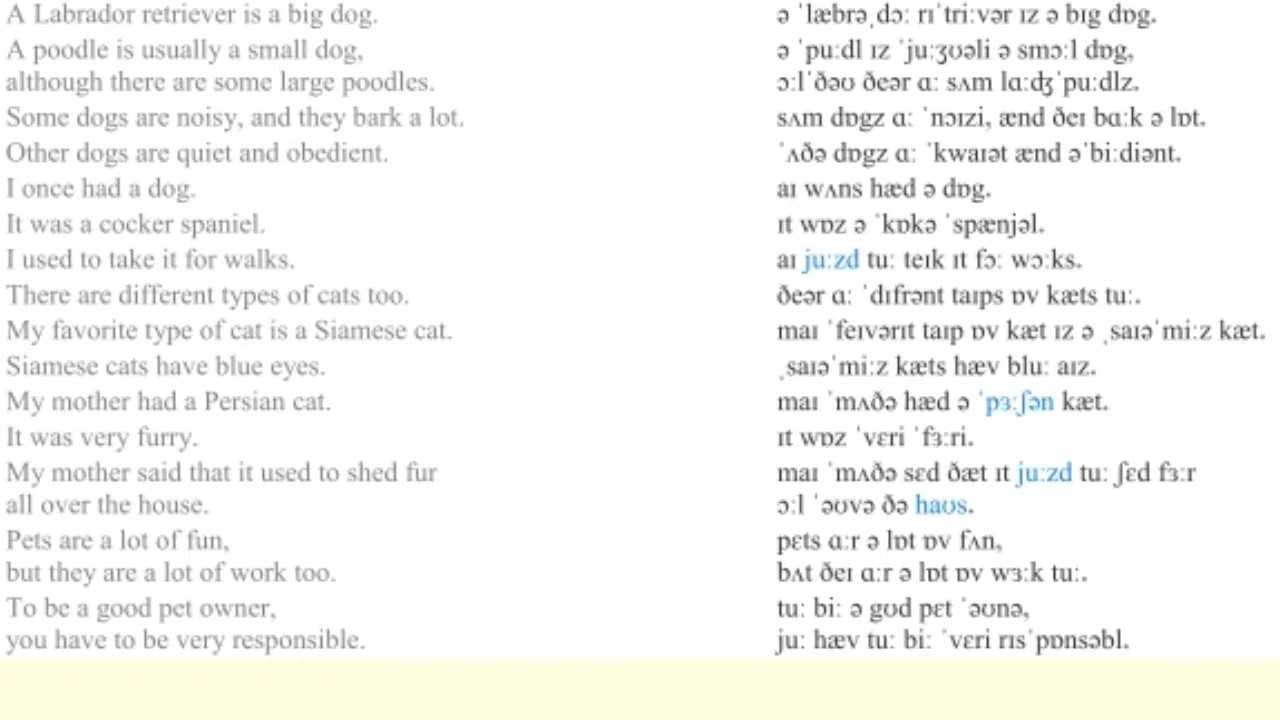 A Labrador retriever is a big dog.
A poodle is usually a small dog,
although there are some large poodles.
Some dogs are noisy, and they bark a lot.
Other dogs are quiet and obedient.
I once had a dog.
It was a cocker spaniel.
I used to take it for walks.
There are different types of cats too.
My favorite type of cat is a Siamese cat.
Siamese cats have blue eyes.
My mother had a Persian cat.
It was very furry.
My mother said that it used to shed fur
all over the house.
Pets are a lot of fun,
but they are a lot of work too.
To be a good pet owner,
you have to be very responsible.
ə ˈlæbrəˌdɔː rɪˈtriːvər ɪz ə bɪg dɒg.
ə ˈpuːdl ɪz ˈjuːʒʊəli ə smɔːl dɒg,
ɔːlˈðəʊ ðeər ɑː sʌm lɑːʤ ˈpuːdlz.
sʌm dɒgz ɑː ˈnɔɪzi, ænd ðeɪ bɑːk ə lɒt.
ˈʌðə dɒgz ɑː ˈkwaɪət ænd əˈbiːdiənt.
aɪ wʌns hæd ə dɒg.
ɪt wɒz ə ˈkɒkə ˈspænjəl.
aɪ juːzd tuː teɪk ɪt fɔː wɔːks.
ðeər ɑː ˈdɪfrənt taɪps ɒv kæts tuː.
maɪ ˈfeɪvərɪt taɪp ɒv kæt ɪz ə ˌsaɪəˈmiːz kæt.
ˌsaɪəˈmiːz kæts hæv bluː aɪz.
maɪ ˈmʌðə hæd ə ˈpɜːʃən kæt.
ɪt wɒz ˈvɛri ˈfɜːri.
maɪ ˈmʌðə sɛd ðæt ɪt juːzd tuː ʃɛd fɜːr
ɔːl ˈəʊvə ðə haʊs.
pɛts ɑːr ə lɒt ɒv fʌn,
bʌt ðeɪ ɑːr ə lɒt ɒv wɜːk tuː.
tuː biː ə gʊd pɛt ˈəʊnə,
juː hæv tuː biː ˈvɛri rɪsˈpɒnsəbl.